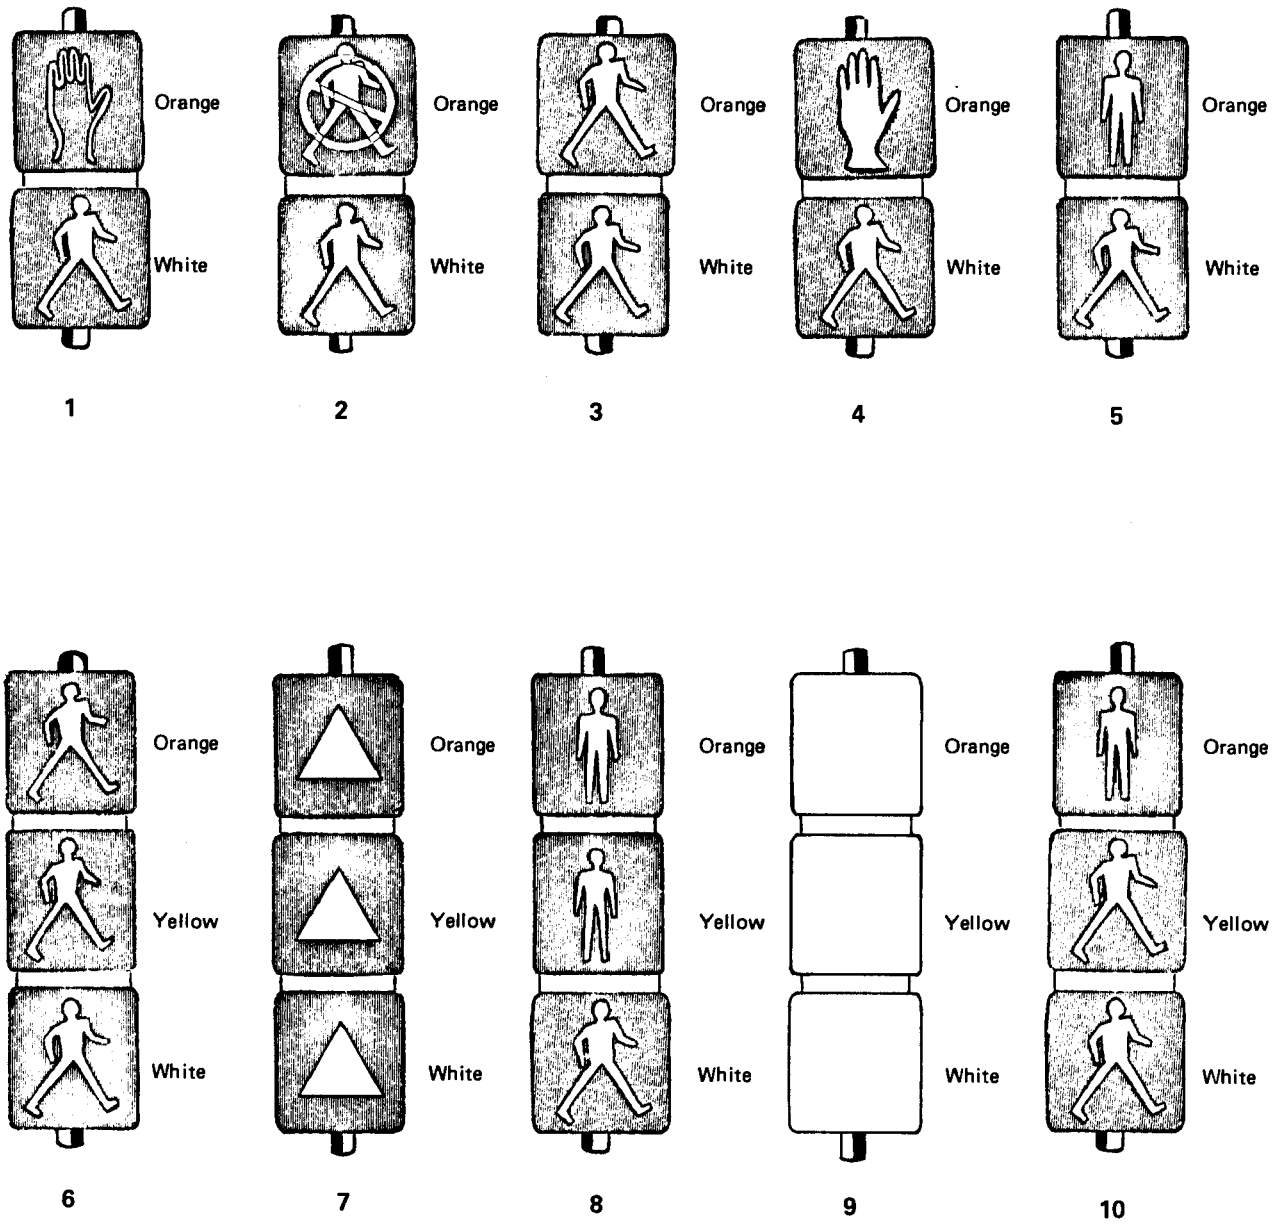 Orange Orange Orange Orange Orange
White White White White White
1 2 3 4 5
Orange Orange Orange Orange Orange
Yellow Yellow Yellow Yellow Yellow
White White White White White
6 7 8 9 10